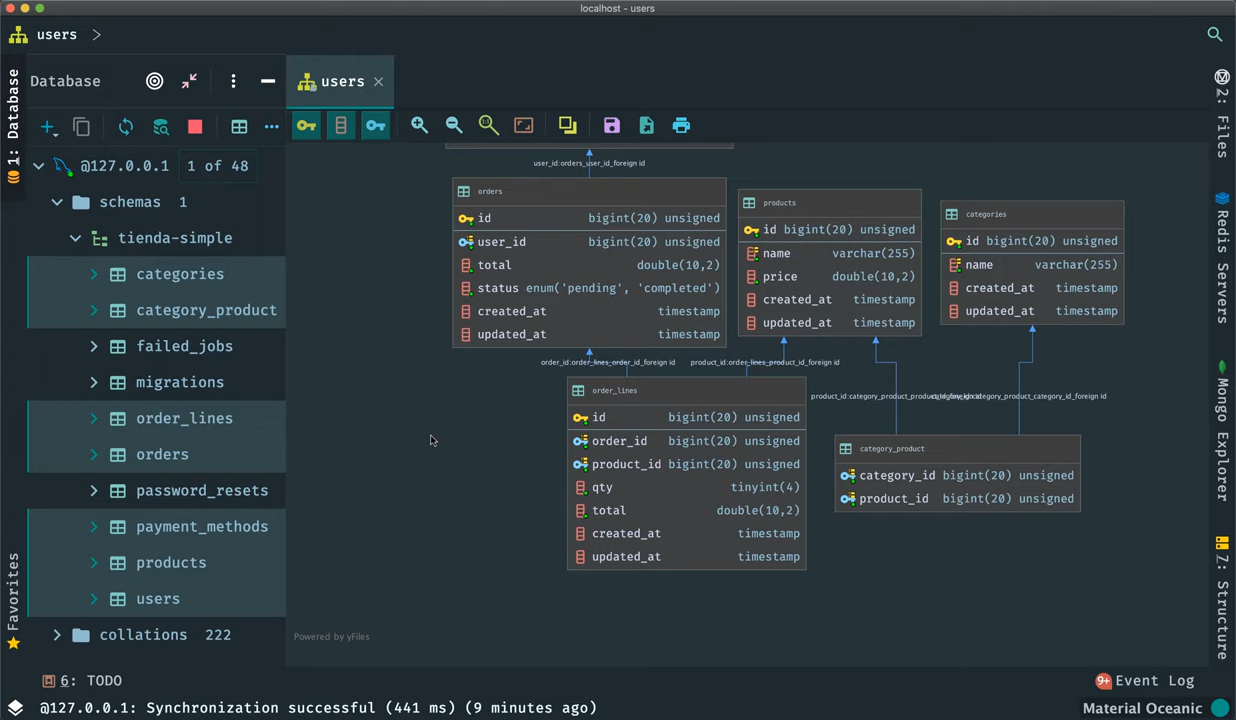 localhost - users
users
1: Database
Favorites
Database
users
@127.0.0.1 1 of 48
schemas 1
tienda-simple
categories
category_product
failed_jobs
migrations
order_lines
orders
password_resets
payment_methods
products
users
collations 222
user_id:orders_user_id_foreign id
orders
id bigint(20) unsigned
user_id bigint(20) unsigned
total double(10,2)
status enum('pending', 'completed')
created_at timestamp
updated_at timestamp
products
id bigint(20) unsigned
name varchar(255)
price double(10,2)
created_at timestamp
updated_at timestamp
categories
id bigint(20) unsigned
name varchar(255)
created_at timestamp
updated_at timestamp
order_id:order_lines_order_id_foreign id
product_id:order_lines_product_id_foreign id
order_lines
id bigint(20) unsigned
order_id bigint(20) unsigned
product_id bigint(20) unsigned
qty tinyint(4)
total double(10,2)
created_at timestamp
updated_at timestamp
category_product
category_id bigint(20) unsigned
product_id bigint(20) unsigned
Powered by yFiles
2: Files
Redis Servers
Mongo Explorer
7: Structure
6: TODO
9+ Event Log
@127.0.0.1: Synchronization successful (441 ms) (9 minutes ago)
Material Oceanic